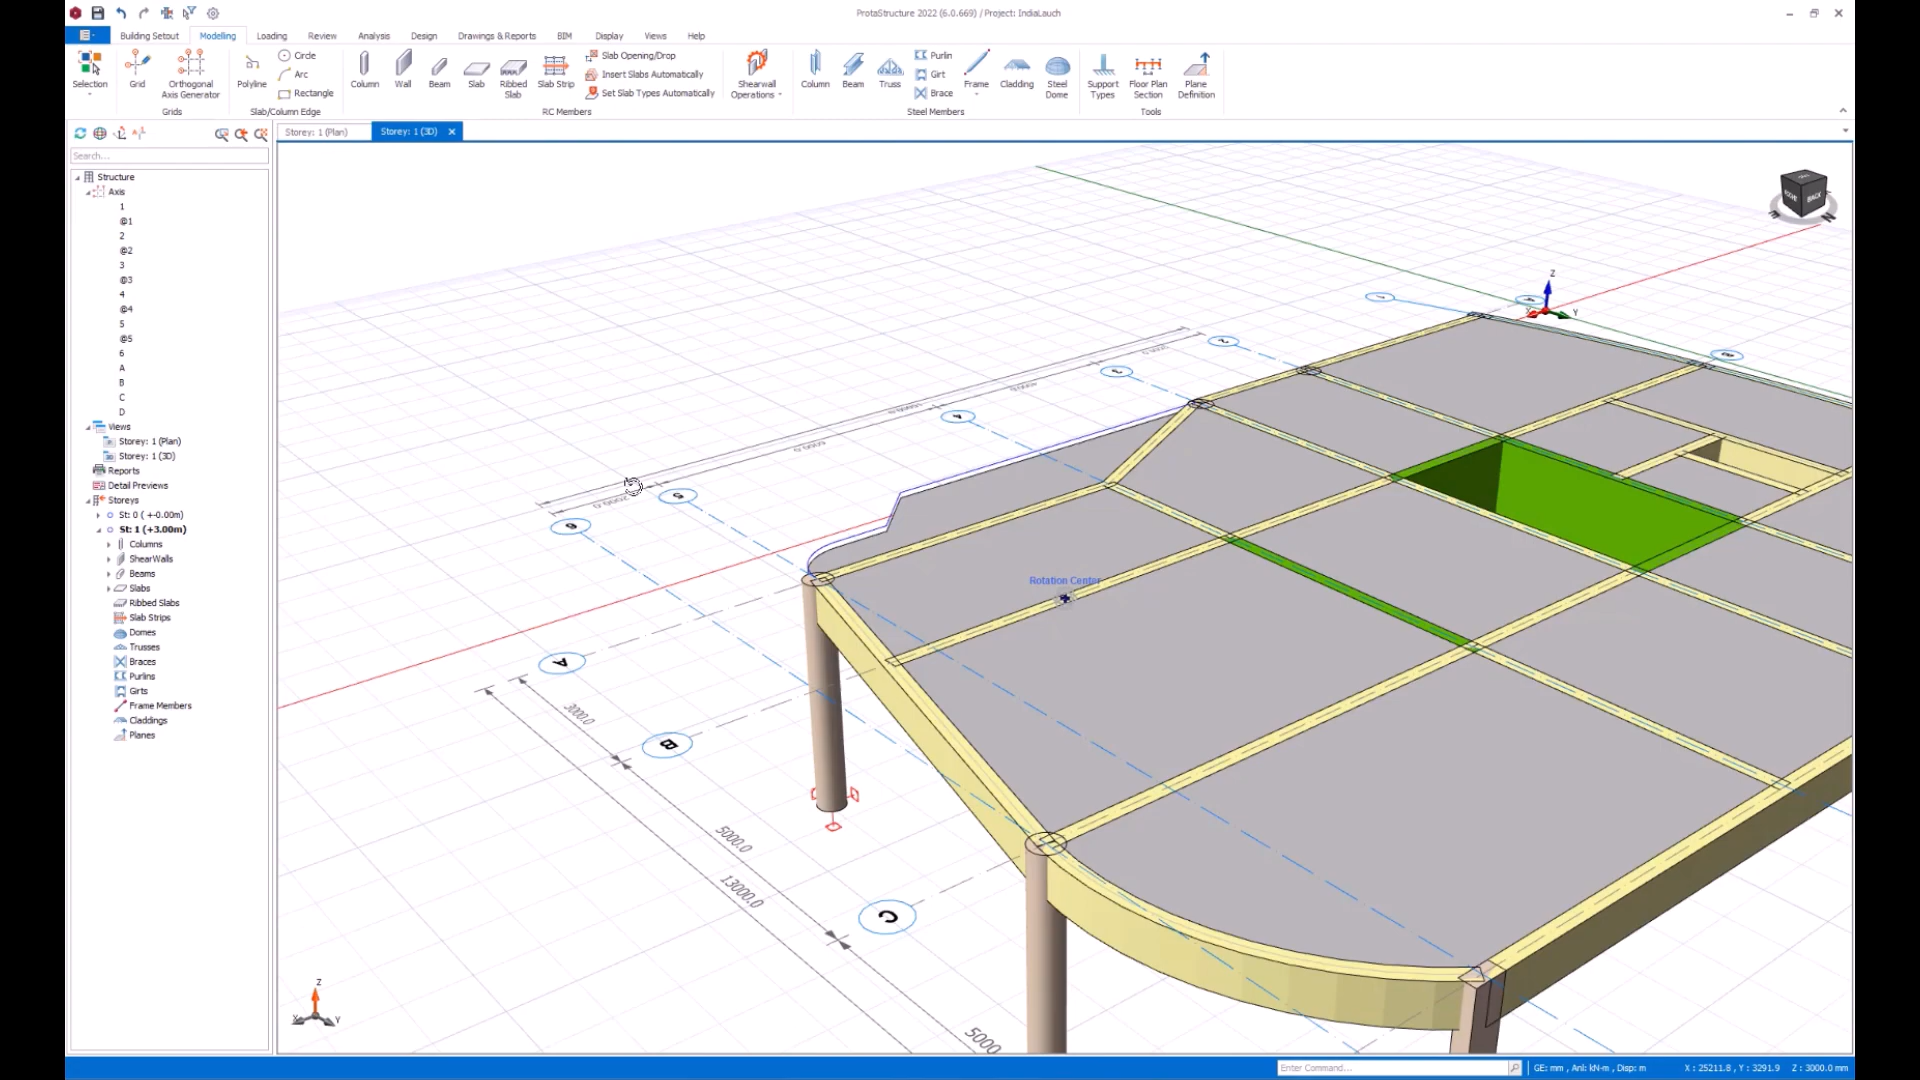 ProtaStructure 2022 (6.0.669) / Project: IndiaLauch
Building Setout
Modelling
Loading
Review
Analysis
Design
Drawings & Reports
BIM
Display
Views
Help
Selection
Grid
Orthogonal
Axis Generator
Grids
Polyline
Circle
Arc
Rectangle
Slab/Column Edge
Column
Wall
Beam
Slab
Ribbed
Slab
Slab Strip
Slab Opening/Drop
Insert Slabs Automatically
Set Slab Types Automatically
RC Members
Shearwall
Operations
Column
Beam
Truss
Purlin
Girt
Brace
Frame
Cladding
Steel
Dome
Steel Members
Support
Types
Floor Plan
Section
Plane
Definition
Tools
Search...
Structure
Axis
1
@1
2
@2
3
@3
4
@4
5
@5
6
A
B
C
D
Views
Storey: 1 (Plan)
Storey: 1 (3D)
Reports
Detail Previews
Storeys
St: 0 ( +-0.00m)
St: 1 (+3.00m)
Columns
ShearWalls
Beams
Slabs
Ribbed Slabs
Slab Strips
Domes
Trusses
Braces
Purlins
Girts
Frame Members
Claddings
Planes
Storey: 1 (Plan)
Storey: 1 (3D)
BACK
Z
X
Y
1
A
B
2
3
4
5
6
Rotation Center
A
B
C
3000.0
5000.0
13000.0
5000
Z
X
Y
Enter Command...
GE: mm , Anl: kN-m , Disp: m
X : 25211.8 , Y : 3291.9
Z : 3000.0 mm